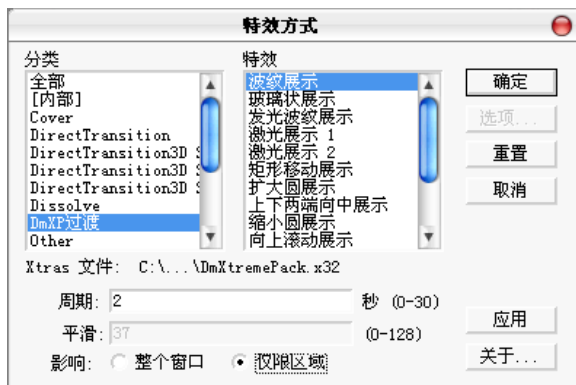 特效方式
分类
特效
全部
[内部]
Cover
DirectTransition
DirectTransition3D S
DirectTransition3D S
DirectTransition3D S
Dissolve
DmXP过渡
Other
波纹展示
玻璃状展示
发光波纹展示
激光展示 1
激光展示 2
矩形移动展示
扩大圆展示
上下两端向中展示
缩小圆展示
向上滚动展示
确定
选项...
重置
取消
Xtras 文件: C:\...\DmXtremePack.x32
周期: 2 秒 (0-30)
平滑: 37 (0-128)
影响: 整个窗口 仅限区域
应用
关于...